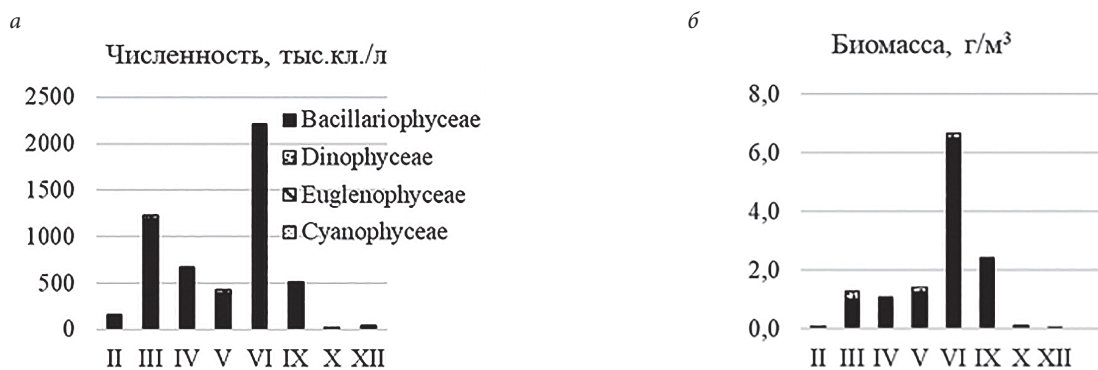 а
Численность, тыс.кл./л
2500
2000
1500
1000
500
0
II III IV V VI IX X XII
Bacillariophyceae
Dinophyceae
Euglenophyceae
Cyanophyceae
б
Биомасса, г/м³
8,0
6,0
4,0
2,0
0,0
II III IV V VI IX X XII